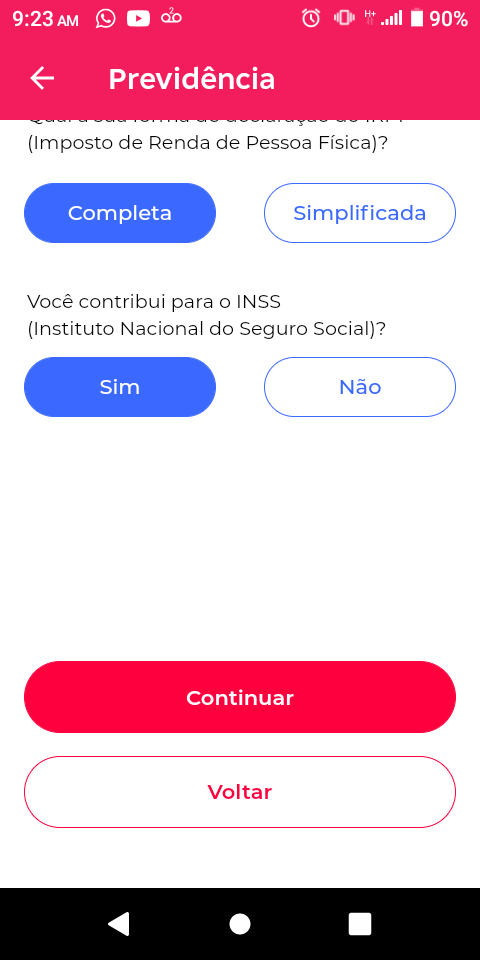 9:23 AM
2
H+
90%
Previdência
(Imposto de Renda de Pessoa Física)?
Completa
Simplificada
Você contribui para o INSS
(Instituto Nacional do Seguro Social)?
Sim
Não
Continuar
Voltar